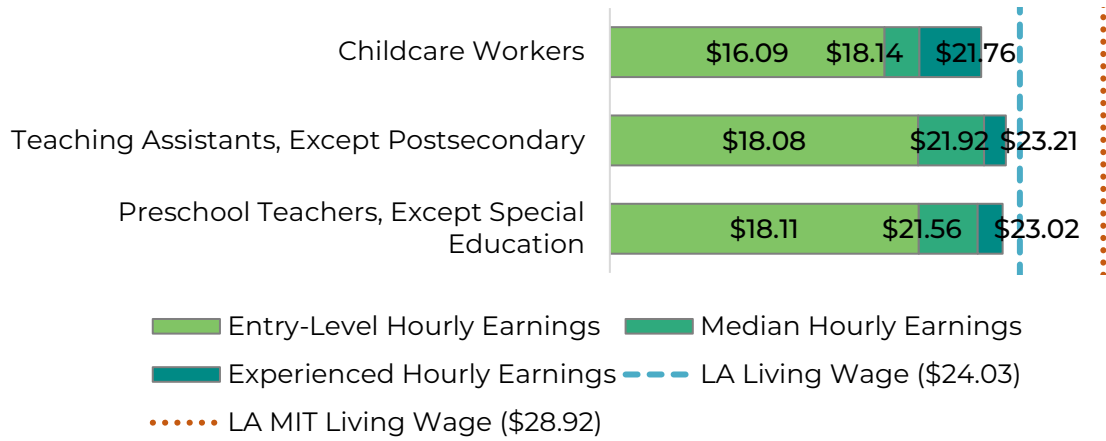 Childcare Workers
$16.09 $18.14 $21.76
Teaching Assistants, Except Postsecondary
$18.08 $21.92 $23.21
Preschool Teachers, Except Special
Education
$18.11 $21.56 $23.02
Entry-Level Hourly Earnings
Median Hourly Earnings
Experienced Hourly Earnings
LA Living Wage ($24.03)
LA MIT Living Wage ($28.92)